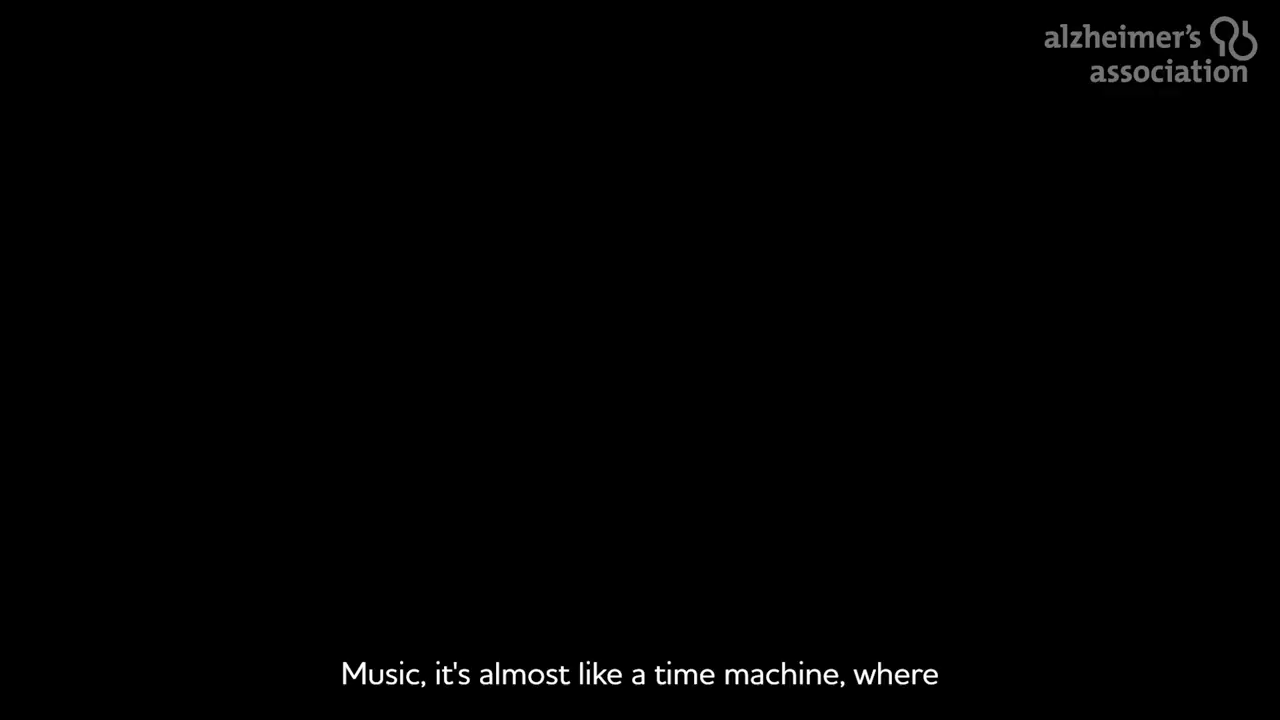 alzheimer's
association
Music, it's almost like a time machine, where